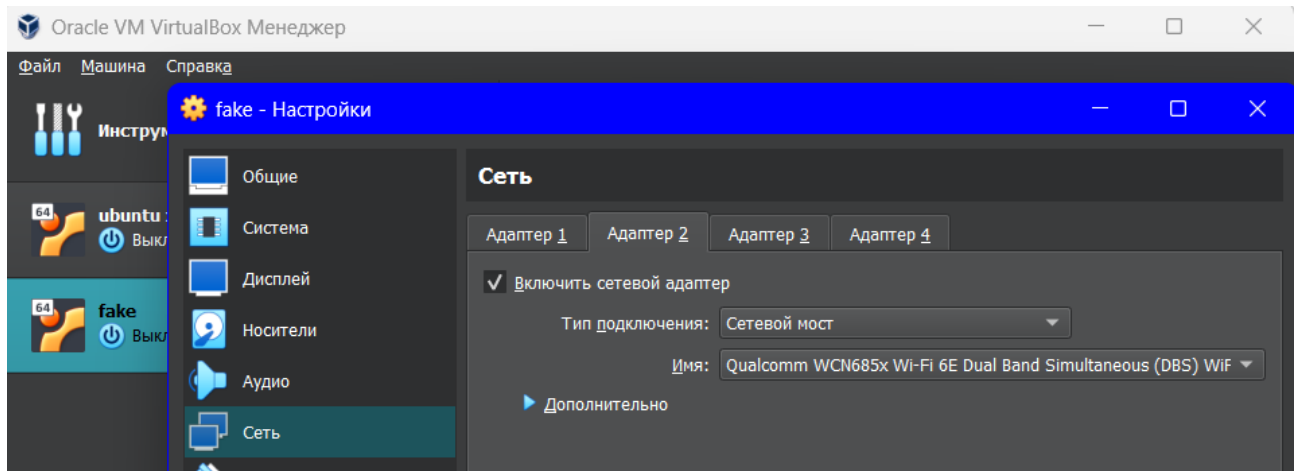 Oracle VM VirtualBox Менеджер
Файл Машина Справка
fake - Настройки
Общие
Сеть
64
Система
Адаптер 1 Адаптер 2 Адаптер 3 Адаптер 4
Дисплей
Включить сетевой адаптер
Тип подключения: Сетевой мост
64
fake
Носители
Имя: Qualcomm WCN685x Wi-Fi 6E Dual Band Simultaneous (DBS)
Аудио
Дополнительно
Сеть
ubuntu